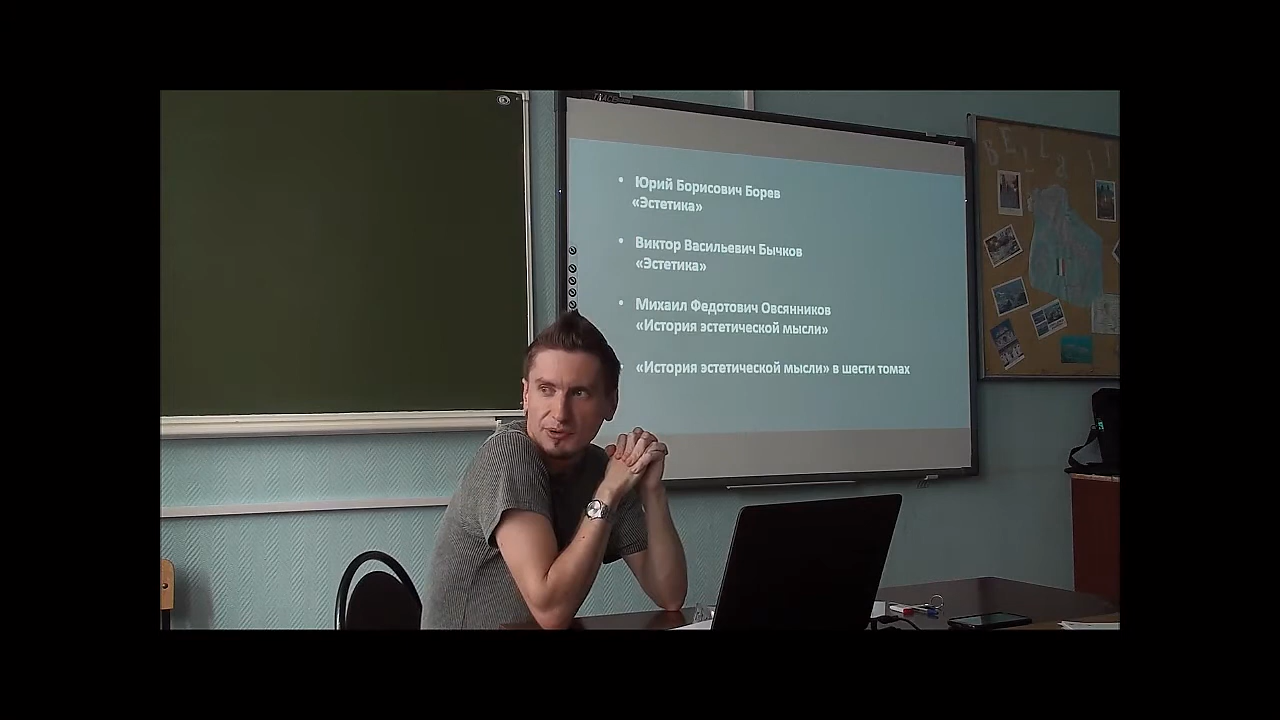 • Юрий Борисович Борев
«Эстетика»
• Виктор Васильевич Бычков
«Эстетика»
• Михаил Федотович Овсянников
«История эстетической мысли»
«История эстетической мысли» в шести томах